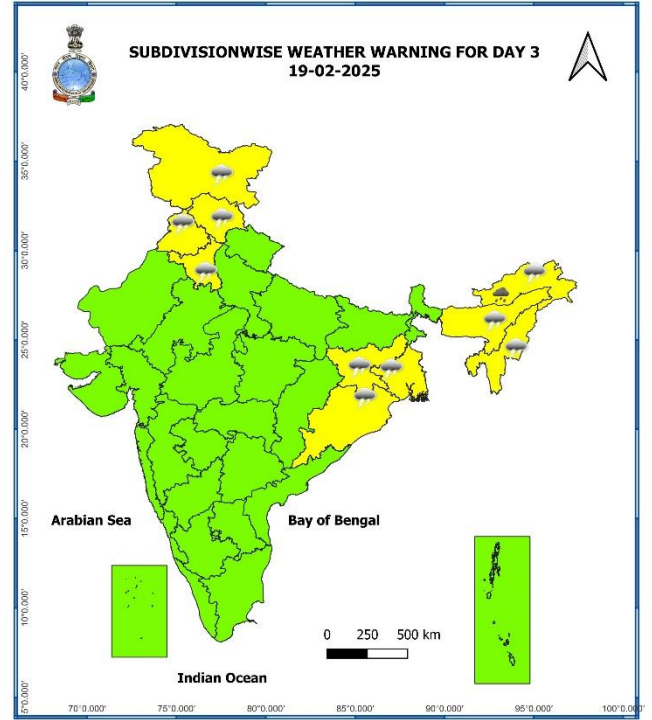 SUBDIVISIONWISE WEATHER WARNING FOR DAY 3
19-02-2025
40°0.000'
35°0.000'
30°0.000'
25°0.000'
20°0.000'
15°0.000'
10°0.000'
5°0.000'
Arabian Sea
Bay of Bengal
0 250 500 km
Indian Ocean
70°0.000' 75°0.000' 80°0.000' 85°0.000' 90°0.000' 95°0.000' 100°0.000'